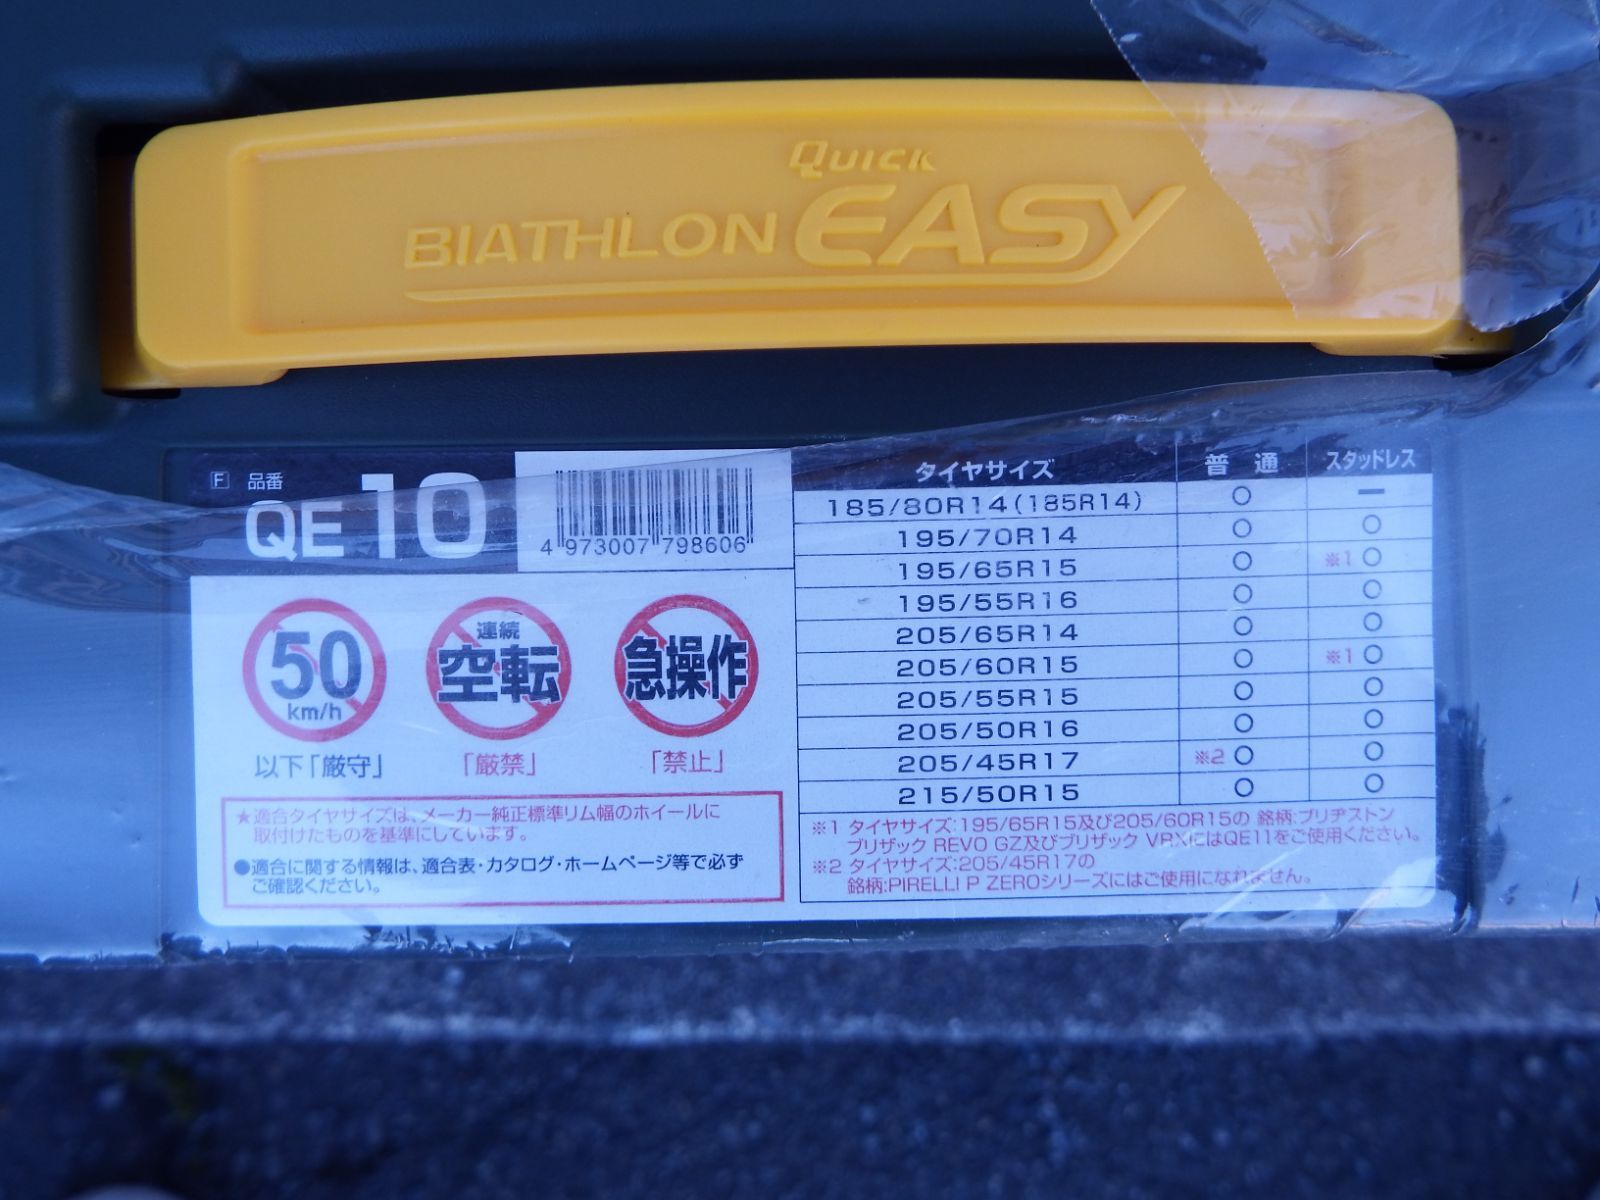 QUICK
BIATHLON EASY
F 品番
QE10
4 973007 798606
50
km/h
以下「厳守」
連続
空転
「厳禁」
急操作
「禁止」
★適合タイヤサイズは、メーカー純正標準リム幅のホイールに
取付けたものを基準にしています。
●適合に関する情報は、適合表・カタログ・ホームページ等で必ず
ご確認ください。
タイヤサイズ 普通 スタッドレス
185/80R14(185R14) ○ ー
195/70R14 ○ ○
195/65R15 ○ ※1 ○
195/55R16 ○ ○
205/65R14 ○ ○
205/60R15 ○ ※1 ○
205/55R15 ○ ○
205/50R16 ○ ○
205/45R17 ※2 ○ ○
215/50R15 ○ ○
※1 タイヤサイズ:195/65R15及び205/60R15の 銘柄:ブリヂストン
ブリザック REVO GZ及びブリザック VRXにはQE11をご使用ください。
※2 タイヤサイズ:205/45R17の
銘柄:PIRELLI P ZEROシリーズにはご使用になれません。